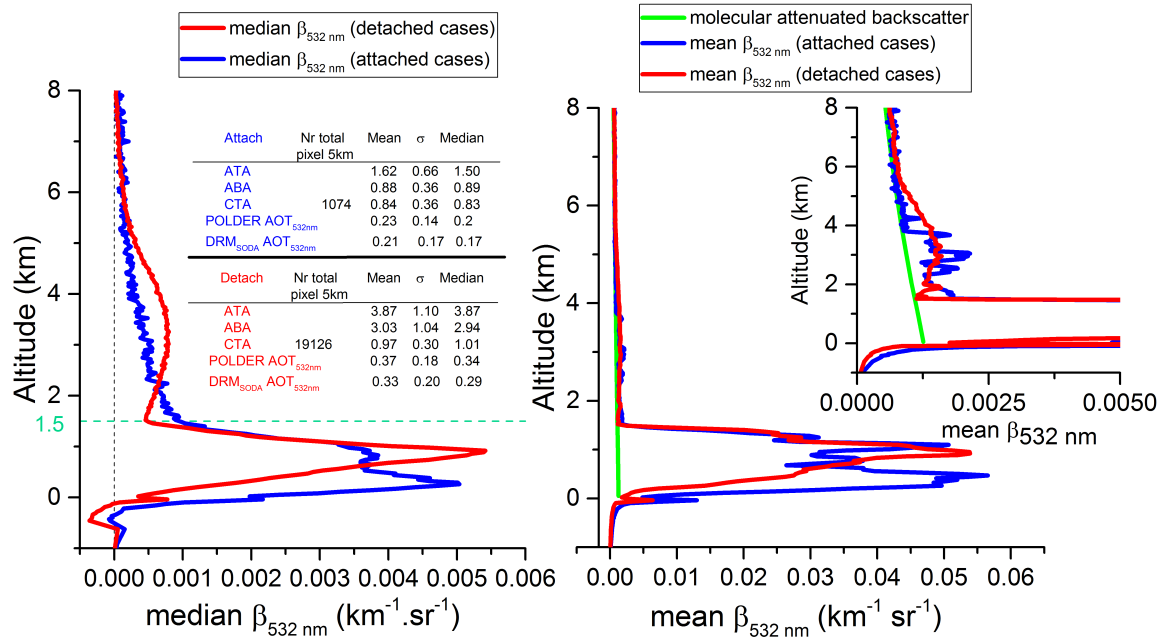 median β532 nm (detached cases)
median β532 nm (attached cases)
8
6
4
2
1.5
0
Altitude (km)
Attach Nr total pixel 5km Mean σ Median
ATA 1.62 0.66 1.50
ABA 0.88 0.36 0.89
CTA 1074 0.84 0.36 0.83
POLDER AOT532nm 0.23 0.14 0.2
DRMSODA AOT532nm 0.21 0.17 0.17
Detach Nr total pixel 5km Mean σ Median
ATA 3.87 1.10 3.87
ABA 3.03 1.04 2.94
CTA 19126 0.97 0.30 1.01
POLDER AOT532nm 0.37 0.18 0.34
DRMSODA AOT532nm 0.33 0.20 0.29
0.000 0.001 0.002 0.003 0.004 0.005 0.006
median β532 nm (km-1.sr-1)
molecular attenuated backscatter
mean β532 nm (attached cases)
mean β532 nm (detached cases)
8
6
4
2
0
Altitude (km)
0.00 0.01 0.02 0.03 0.04 0.05 0.06
mean β532 nm (km-1 sr-1)
8
6
4
2
0
Altitude (km)
0.0000 0.0025 0.0050
mean β532 nm